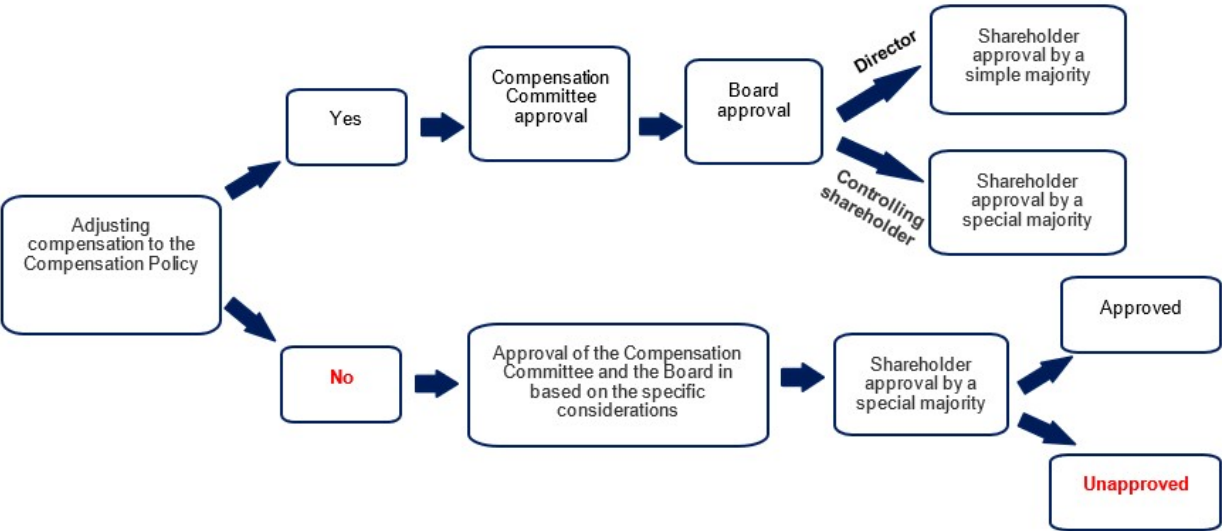 Adjusting
compensation to the
Compensation Policy
Yes
Compensation
Committee
approval
Board
approval
Director
Shareholder
approval by a
simple majority
Controlling
shareholder
Shareholder
approval by a
special majority
No
Approval of the Compensation
Committee and the Board in
based on the specific
considerations
Shareholder
approval by a
special majority
Approved
Unapproved